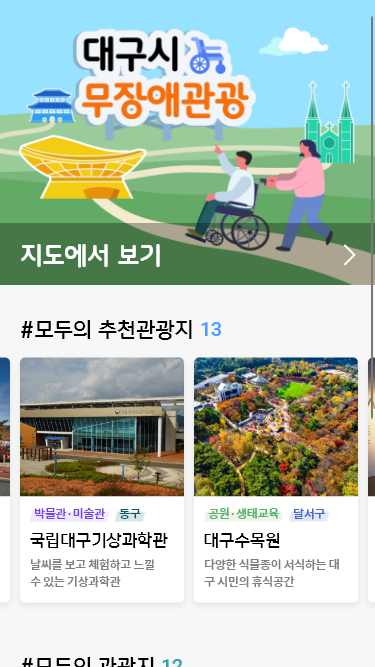 대구시
무장애관광
지도에서 보기
#모두의 추천관광지 13
박물관·미술관 동구
국립대구기상과학관
날씨를 보고 체험하고 느낄
수 있는 기상과학관
공원·생태교육 달서구
대구수목원
다양한 식물종이 서식하는 대
구 시민의 휴식공간
#모두의 관광지 12